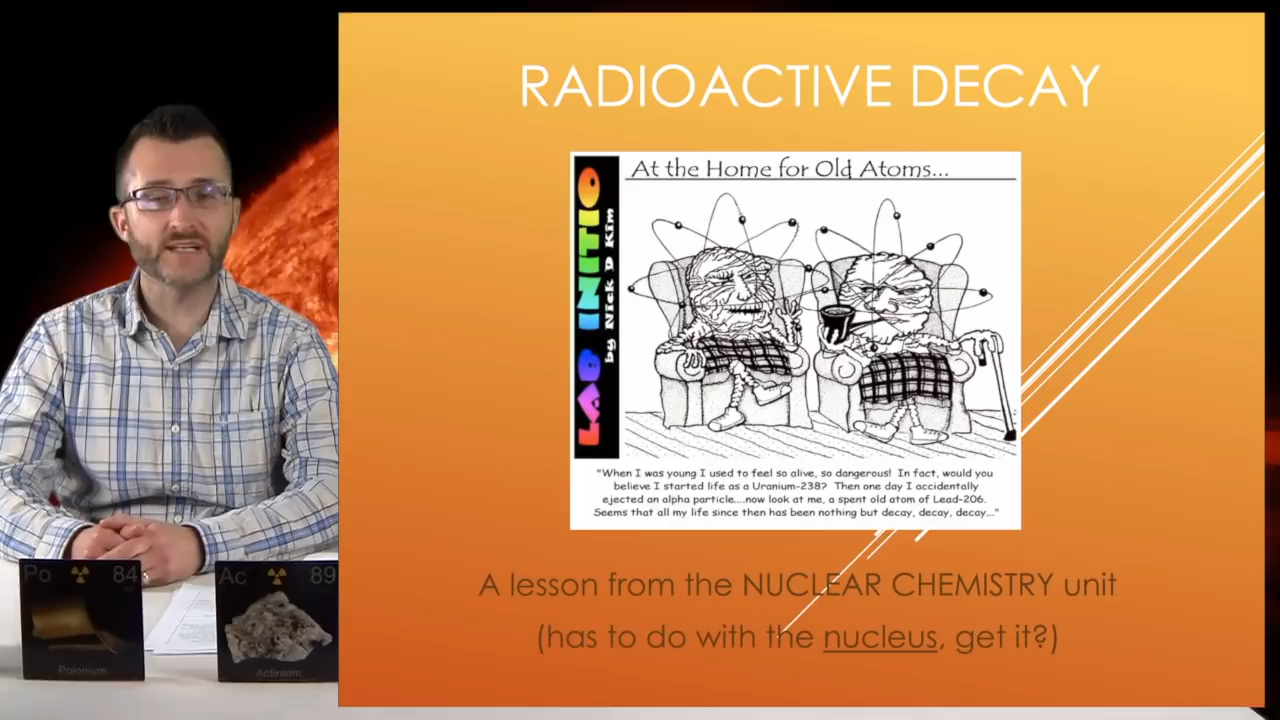 RADIOACTIVE DECAY
LAB INITIO
by Nick D Kim
At the Home for Old Atoms...
"When I was young I used to feel so alive, so dangerous! In fact, would you
believe I started life as a Uranium-238? Then one day I accidentally
ejected an alpha particle....now look at me, a spent old atom of Lead-206.
Seems that all my life since then has been nothing but decay, decay, decay..."
A lesson from the NUCLEAR CHEMISTRY unit
(has to do with the nucleus, get it?)
Po 84
Polonium
Ac 89
Actinium